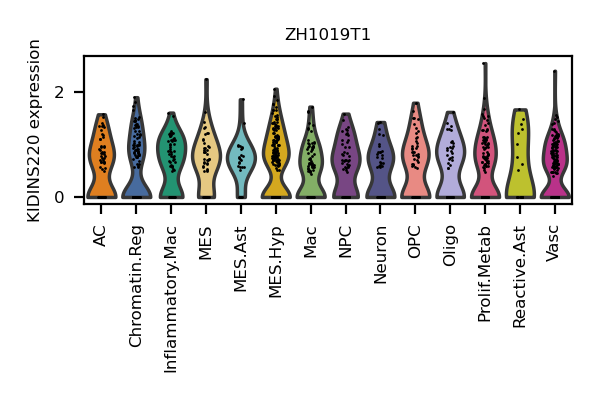 ZH1019T1
KIDINS220 expression
2
0
AC
Chromatin.Reg
Inflammatory.Mac
MES
MES.Ast
MES.Hyp
Mac
NPC
Neuron
OPC
Oligo
Prolif.Metab
Reactive.Ast
Vasc